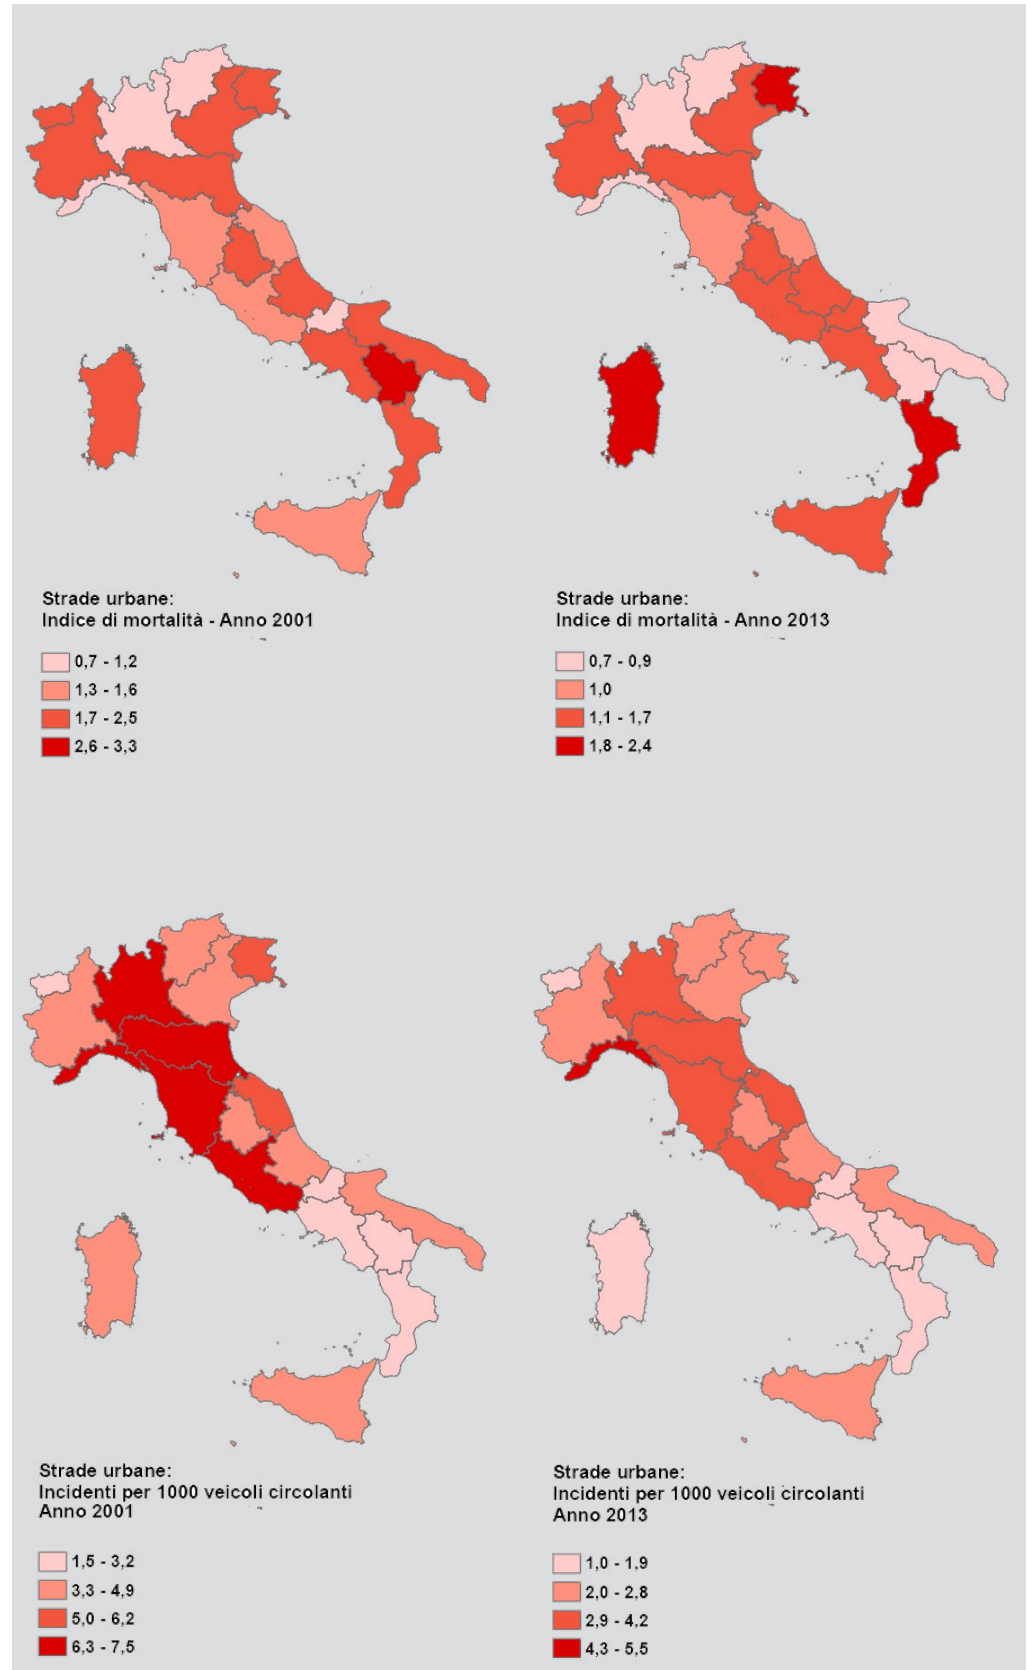 Strade urbane:
Indice di mortalità - Anno 2001
0,7 - 1,2
1,3 - 1,6
1,7 - 2,5
2,6 - 3,3
Strade urbane:
Indice di mortalità - Anno 2013
0,7 - 0,9
1,0
1,1 - 1,7
1,8 - 2,4
Strade urbane:
Incidenti per 1000 veicoli circolanti
Anno 2001
1,5 - 3,2
3,3 - 4,9
5,0 - 6,2
6,3 - 7,5
Strade urbane:
Incidenti per 1000 veicoli circolanti
Anno 2013
1,0 - 1,9
2,0 - 2,8
2,9 - 4,2
4,3 - 5,5